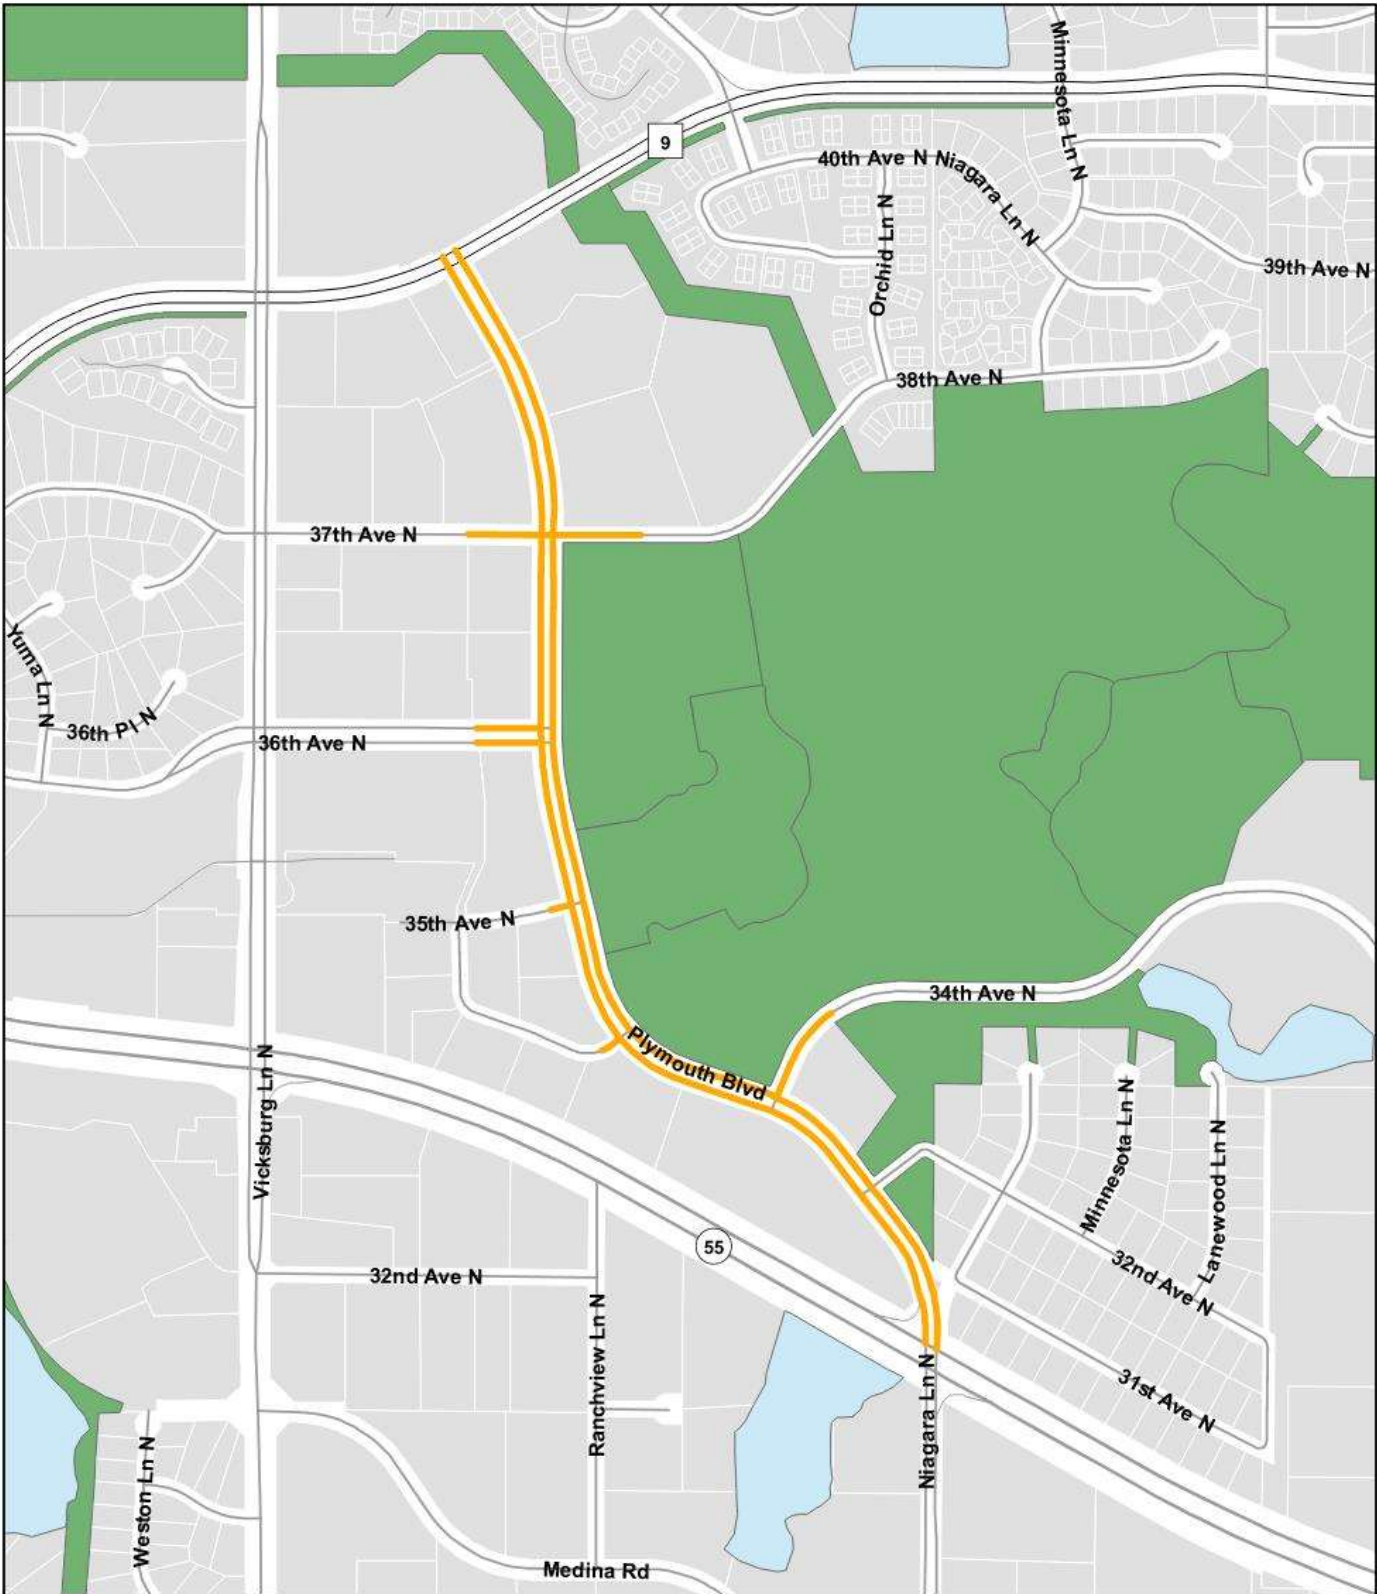 Minnesota Ln N
9
40th Ave N
Niagara Ln N
Orchid Ln N
39th Ave N
38th Ave N
37th Ave N
Yuma Ln N
36th Pl N
36th Ave N
35th Ave N
34th Ave N
Plymouth Blvd
Vicksburg Ln N
Minnesota Ln N
Lanewood Ln N
55
32nd Ave N
32nd Ave N
Ranchview Ln N
Niagara Ln N
31st Ave N
Weston Ln N
Medina Rd